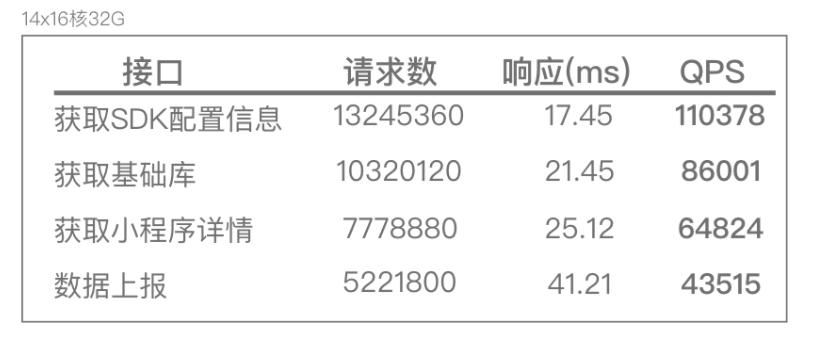 14x16核32G
接口 请求数 响应(ms) QPS
获取SDK配置信息 13245360 17.45 110378
获取基础库 10320120 21.45 86001
获取小程序详情 7778880 25.12 64824
数据上报 5221800 41.21 43515